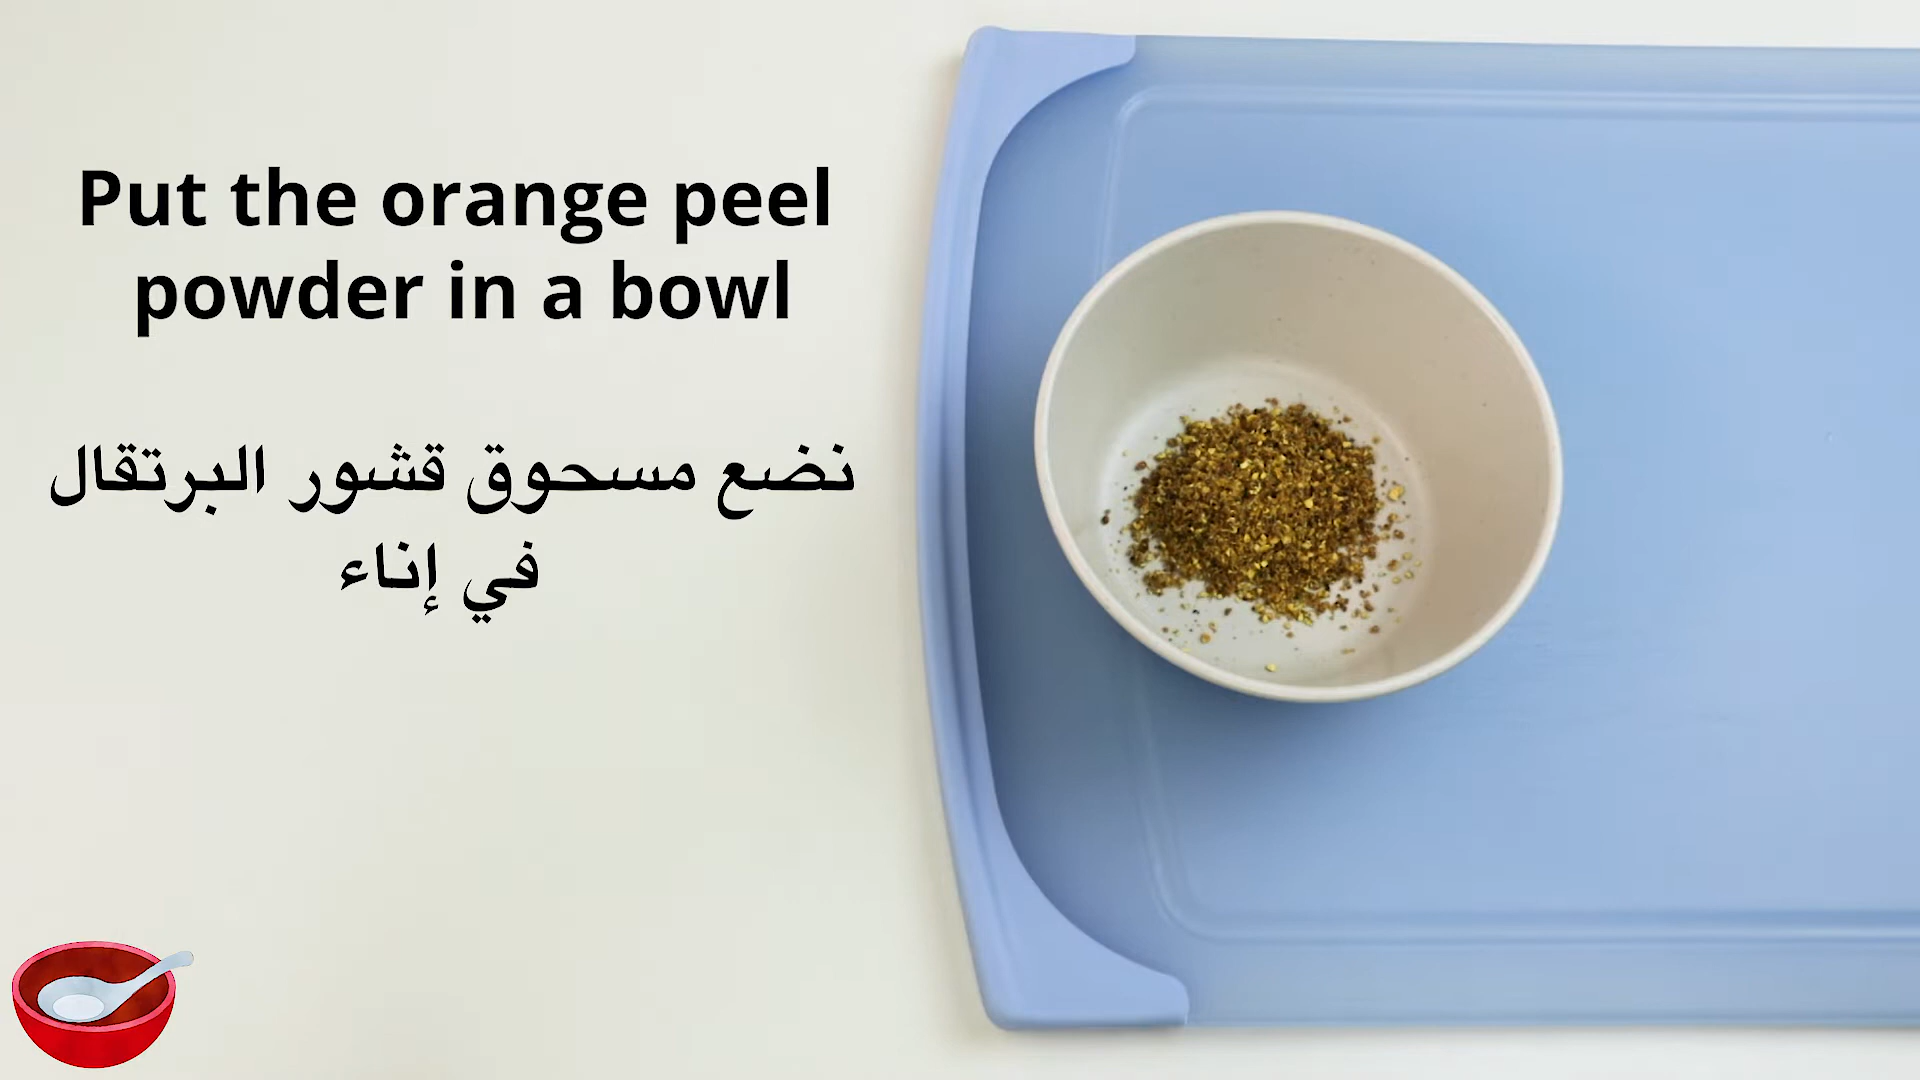 Put the orange peel
powder in a bowl
نضع مسحوق قشور البرتقال
في إناء